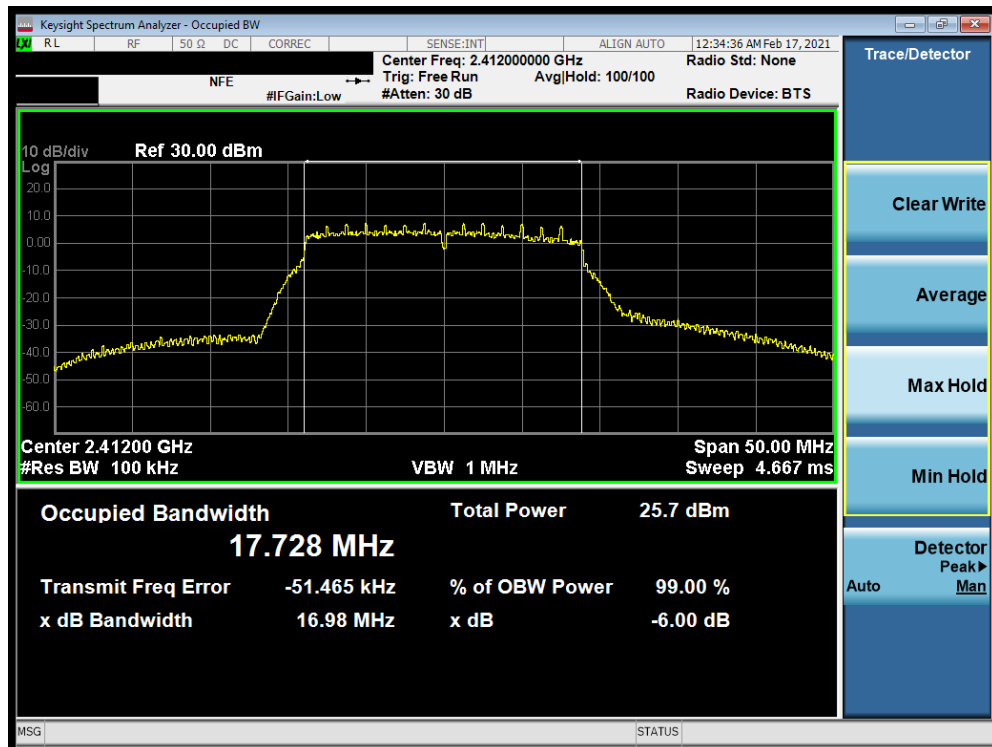 Keysight Spectrum Analyzer - Occupied BW
LXI RL RF 50 Ω DC CORREC SENSE:INT ALIGN AUTO 12:34:36 AM Feb 17, 2021
Center Freq: 2.412000000 GHz Radio Std: None
NFE Trig: Free Run Avg|Hold: 100/100
#IFGain:Low #Atten: 30 dB Radio Device: BTS
10 dB/div Ref 30.00 dBm
Log
20.0
10.0
0.00
-10.0
-20.0
-30.0
-40.0
-50.0
-60.0
Center 2.41200 GHz Span 50.00 MHz
#Res BW 100 kHz VBW 1 MHz Sweep 4.667 ms
Occupied Bandwidth Total Power 25.7 dBm
17.728 MHz
Transmit Freq Error -51.465 kHz % of OBW Power 99.00 %
x dB Bandwidth 16.98 MHz x dB -6.00 dB
MSG STATUS
Trace/Detector
Clear Write
Average
Max Hold
Min Hold
Detector
Peak▶
Auto Man